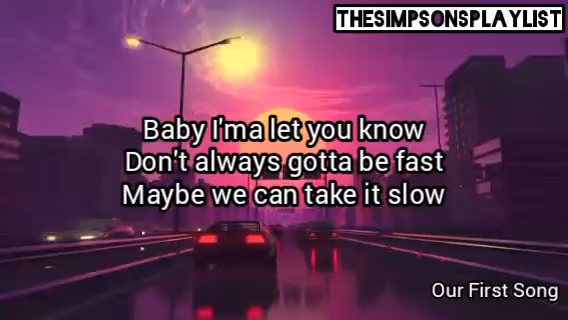 THESIMPSONSPLAYLIST
Baby I'ma let you know
Don't always gotta be fast
Maybe we can take it slow
Our First Song